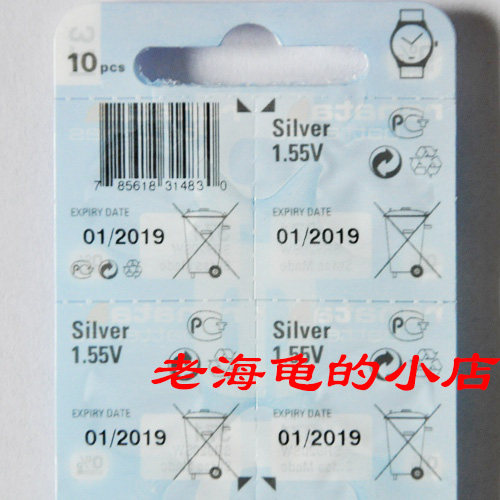 10 pcs
7 85618 31483 0
Silver
1.55V
EXPIRY DATE
01/2019
EXPIRY DATE
01/2019
Silver
1.55V
Silver
1.55V
老海龟的小店
EXPIRY DATE
01/2019
EXPIRY DATE
01/2019